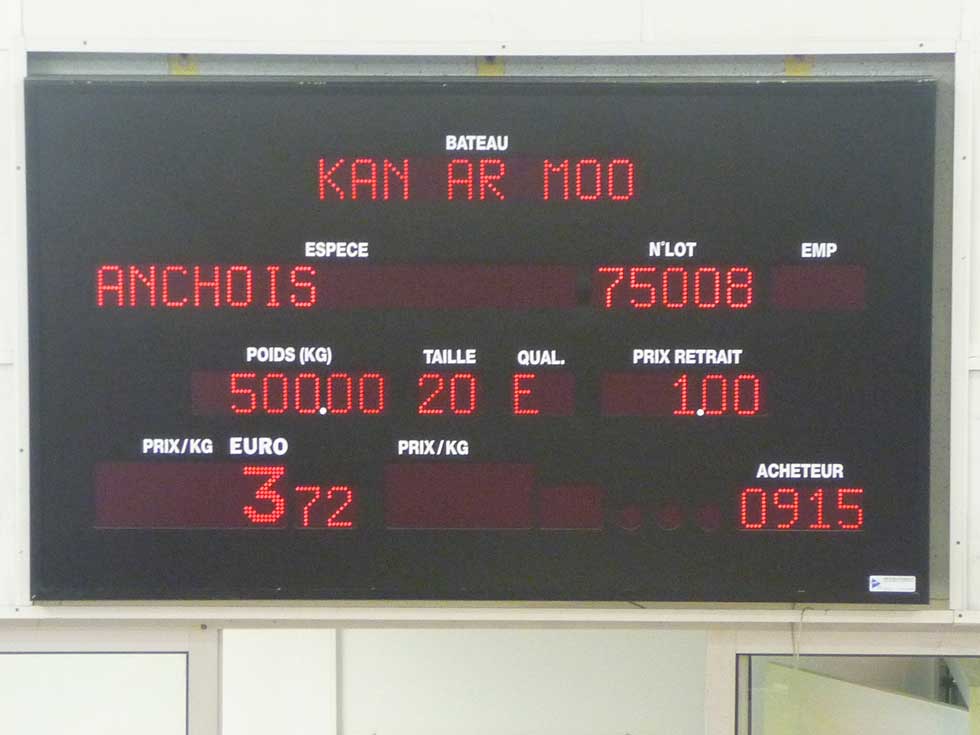 BATEAU
KAN AR MOO
ESPECE N°LOT EMP
ANCHOIS 75008
POIDS (KG) TAILLE QUAL. PRIX RETRAIT
500.00 20 E 1.00
PRIX/KG EURO PRIX/KG ACHETEUR
3 72 0915